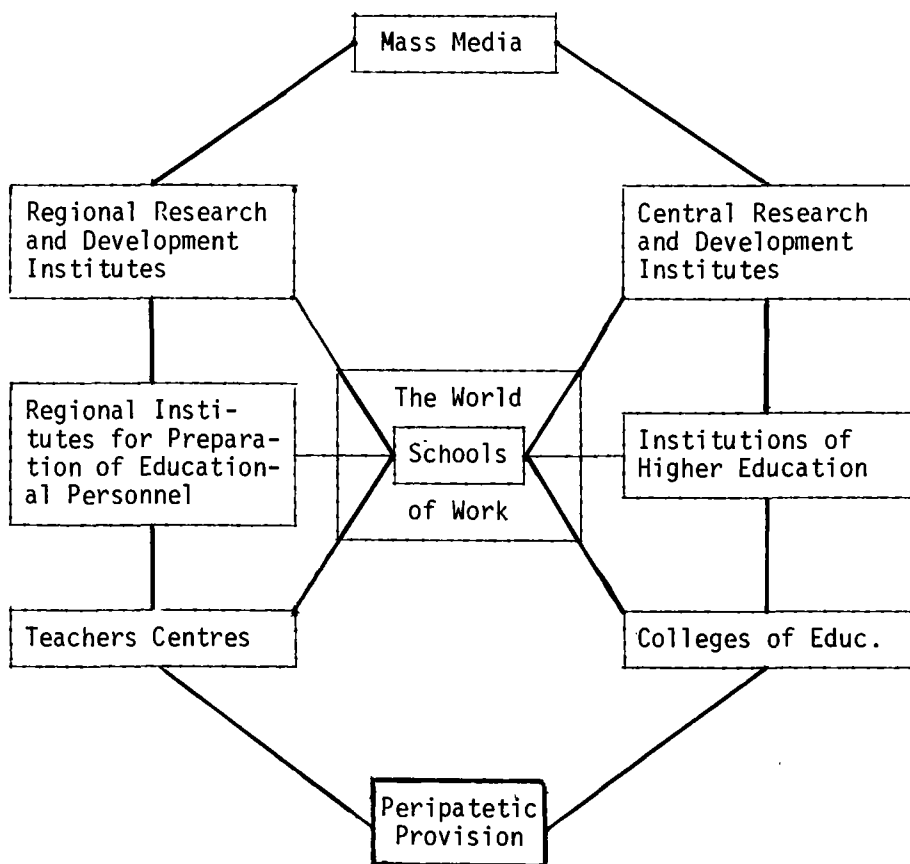 Mass Media
Regional Research
and Development
Institutes
Central Research
and Development
Institutes
Regional Insti-
tutes for Prepara-
tion of Education-
al Personnel
The World
Schools
of Work
Institutions of
Higher Education
Teachers Centres
Colleges of Educ.
Peripatetic
Provision